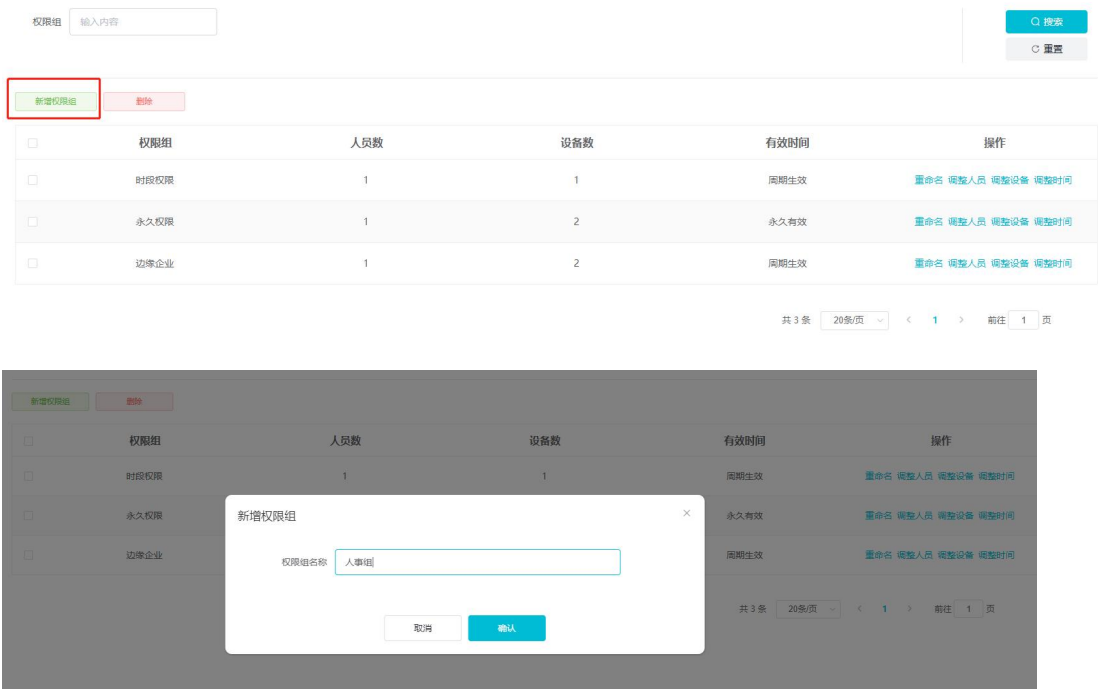 权限组 输入内容 搜索
重置
新增权限组 删除
权限组 人员数 设备数 有效时间 操作
时段权限 1 1 周期生效 重命名 调整人员 调整设备 调整时间
永久权限 1 2 永久有效 重命名 调整人员 调整设备 调整时间
边缘企业 1 2 周期生效 重命名 调整人员 调整设备 调整时间
共 3 条 20条/页 < 1 > 前往 1 页
新增权限组 删除
权限组 人员数 设备数 有效时间 操作
时段权限 1 1 周期生效 重命名 调整人员 调整设备 调整时间
永久权限 永久有效 重命名 调整人员 调整设备 调整时间
边缘企业 周期生效 重命名 调整人员 调整设备 调整时间
新增权限组 ×
权限组名称 人事组
取消 确认
共 3 条 20条/页 < 1 > 前往 1 页